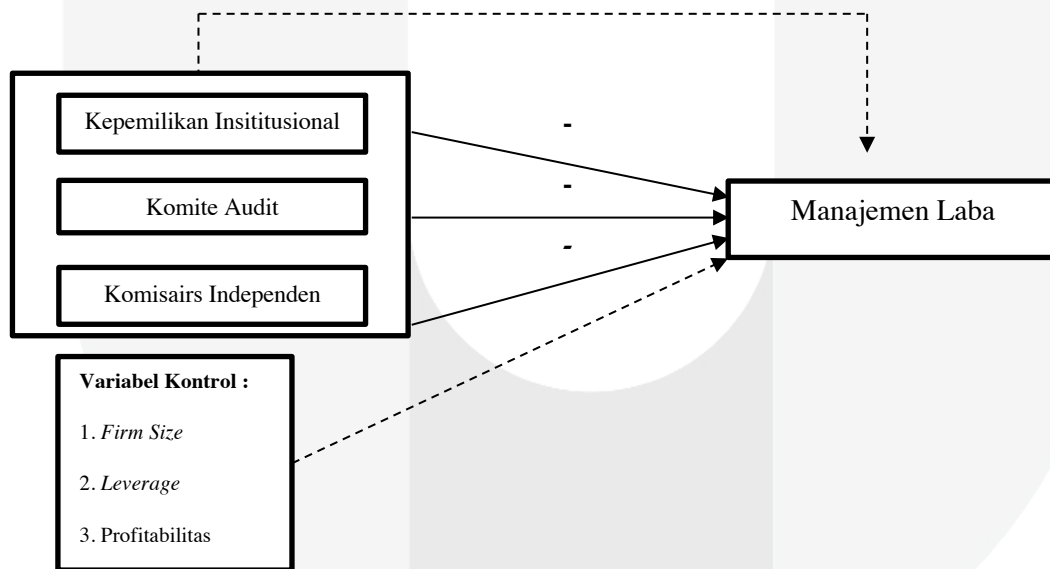 Kepemilikan Insititusional
-
Komite Audit
-
Manajemen Laba
-
Komisairs Independen
Variabel Kontrol :
1. Firm Size
2. Leverage
3. Profitabilitas